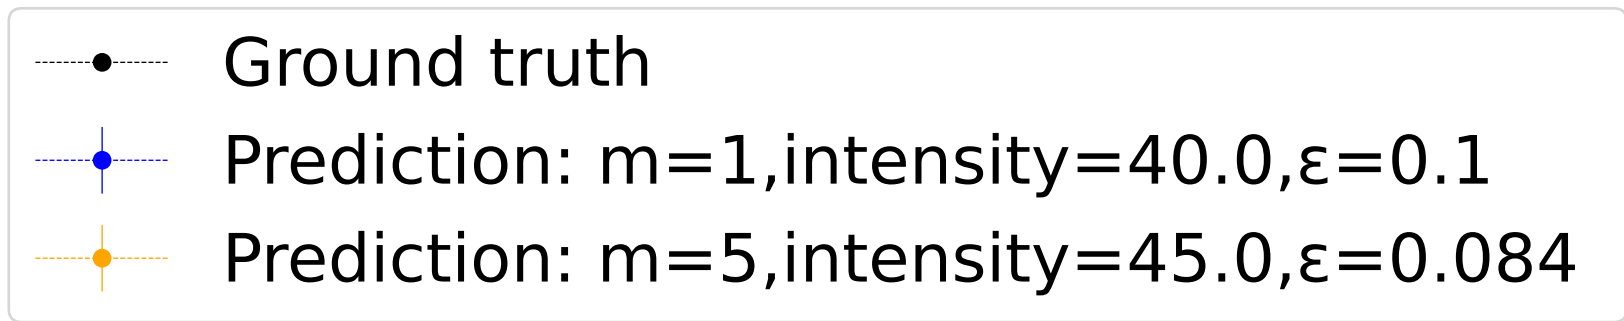 Ground truth
Prediction: m=1,intensity=40.0,ε=0.1
Prediction: m=5,intensity=45.0,ε=0.084